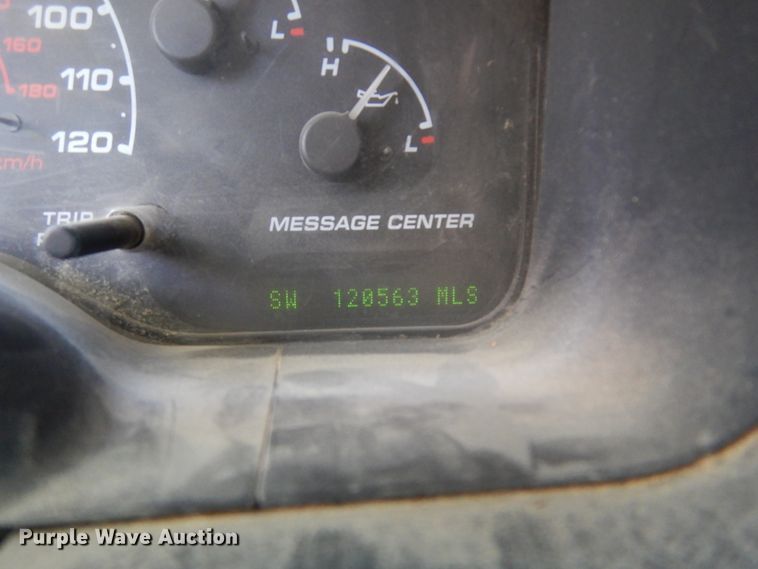 100
L
160
H
110
180
120
L
km/h
TRIP
MESSAGE CENTER
SW 120563 MLS
Purple Wave Auction